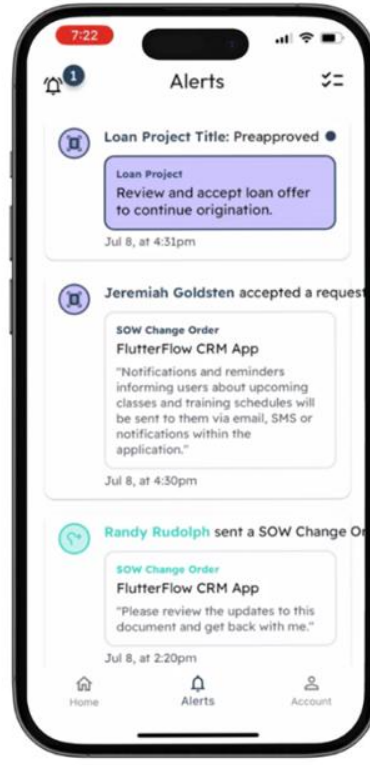 7:22
1
Alerts
Loan Project Title: Preapproved
Loan Project
Review and accept loan offer
to continue origination.
Jul 8, at 4:31pm
Jeremiah Goldsten accepted a request
SOW Change Order
FlutterFlow CRM App
"Notifications and reminders
informing users about upcoming
classes and training schedules will
be sent to them via email, SMS or
notifications within the
application."
Jul 8, at 4:30pm
Randy Rudolph sent a SOW Change Or
SOW Change Order
FlutterFlow CRM App
"Please review the updates to this
document and get back with me."
Jul 8, at 2:20pm
Home
Alerts
Account